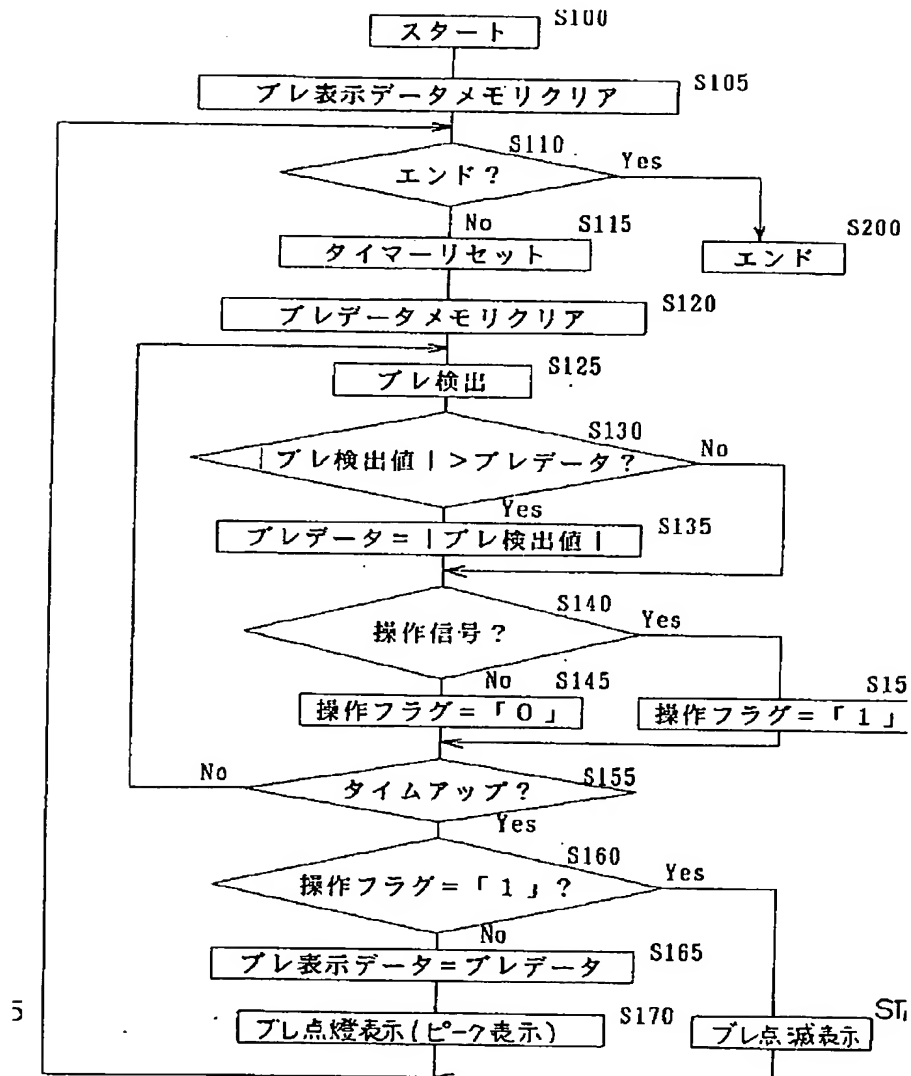 S100
スタート
S105
ブレ表示データメモリクリア
S110
エンド?
Yes
No
S115
S200
タイマーリセット
エンド
S120
ブレデータメモリクリア
S125
ブレ検出
S130
|ブレ検出値|>ブレデータ?
No
Yes
S135
ブレデータ=|ブレ検出値|
S140
操作信号?
Yes
No
S145
S15
操作フラグ=「0」
操作フラグ=「1」
No
S155
タイムアップ?
Yes
S160
操作フラグ=「1」?
Yes
No
S165
ブレ表示データ=ブレデータ
5
S170
ブレ点燈表示(ピーク表示)
ブレ点滅表示